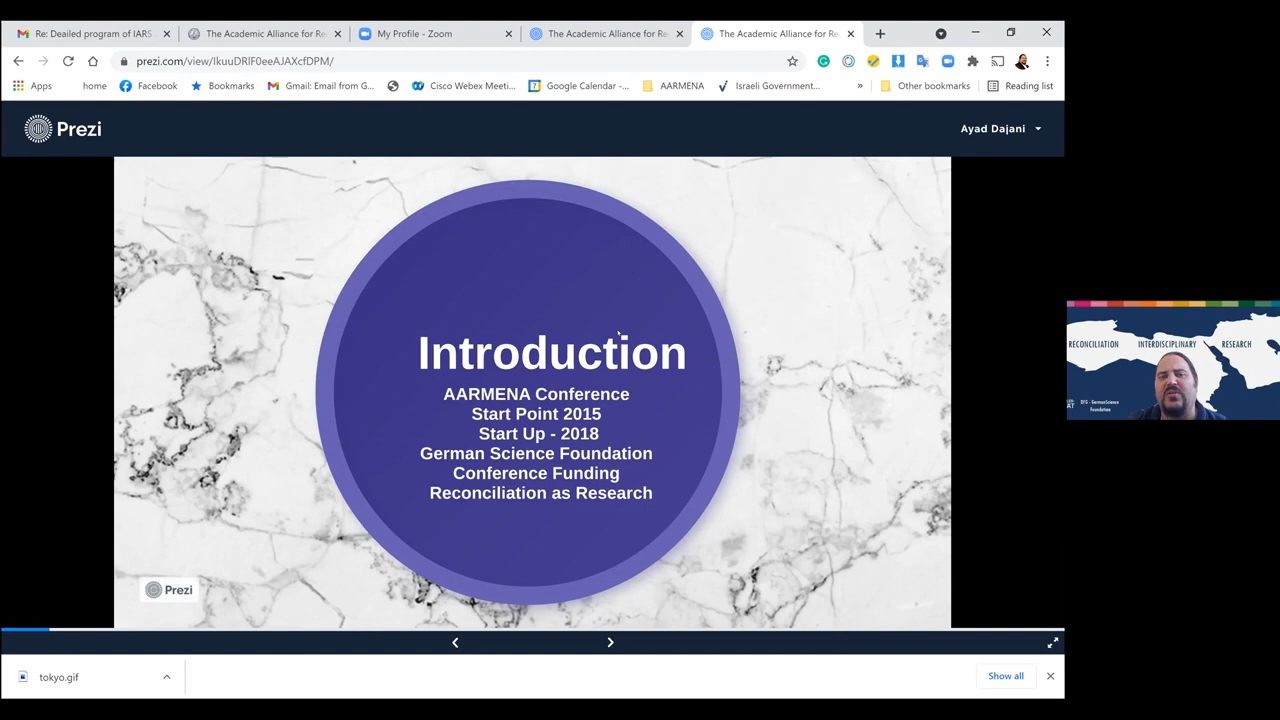 Re: Deailed program of IARS
The Academic Alliance for Re
My Profile - Zoom
The Academic Alliance for Re
The Academic Alliance for Re
prezi.com/view/IkuuDRlF0eeAJAXcfDPM/
Apps
home
Facebook
Bookmarks
Gmail: Email from G...
Cisco Webex Meeti...
Google Calendar -...
AARMENA
Israeli Government...
»
Other bookmarks
Reading list
Prezi
Ayad Dajani
Introduction
AARMENA Conference
Start Point 2015
Start Up - 2018
German Science Foundation
Conference Funding
Reconciliation as Research
Prezi
RECONCILIATION INTERDISCIPLINARY RESEARCH
DFG - GermanScience
Foundation
tokyo.gif
Show all